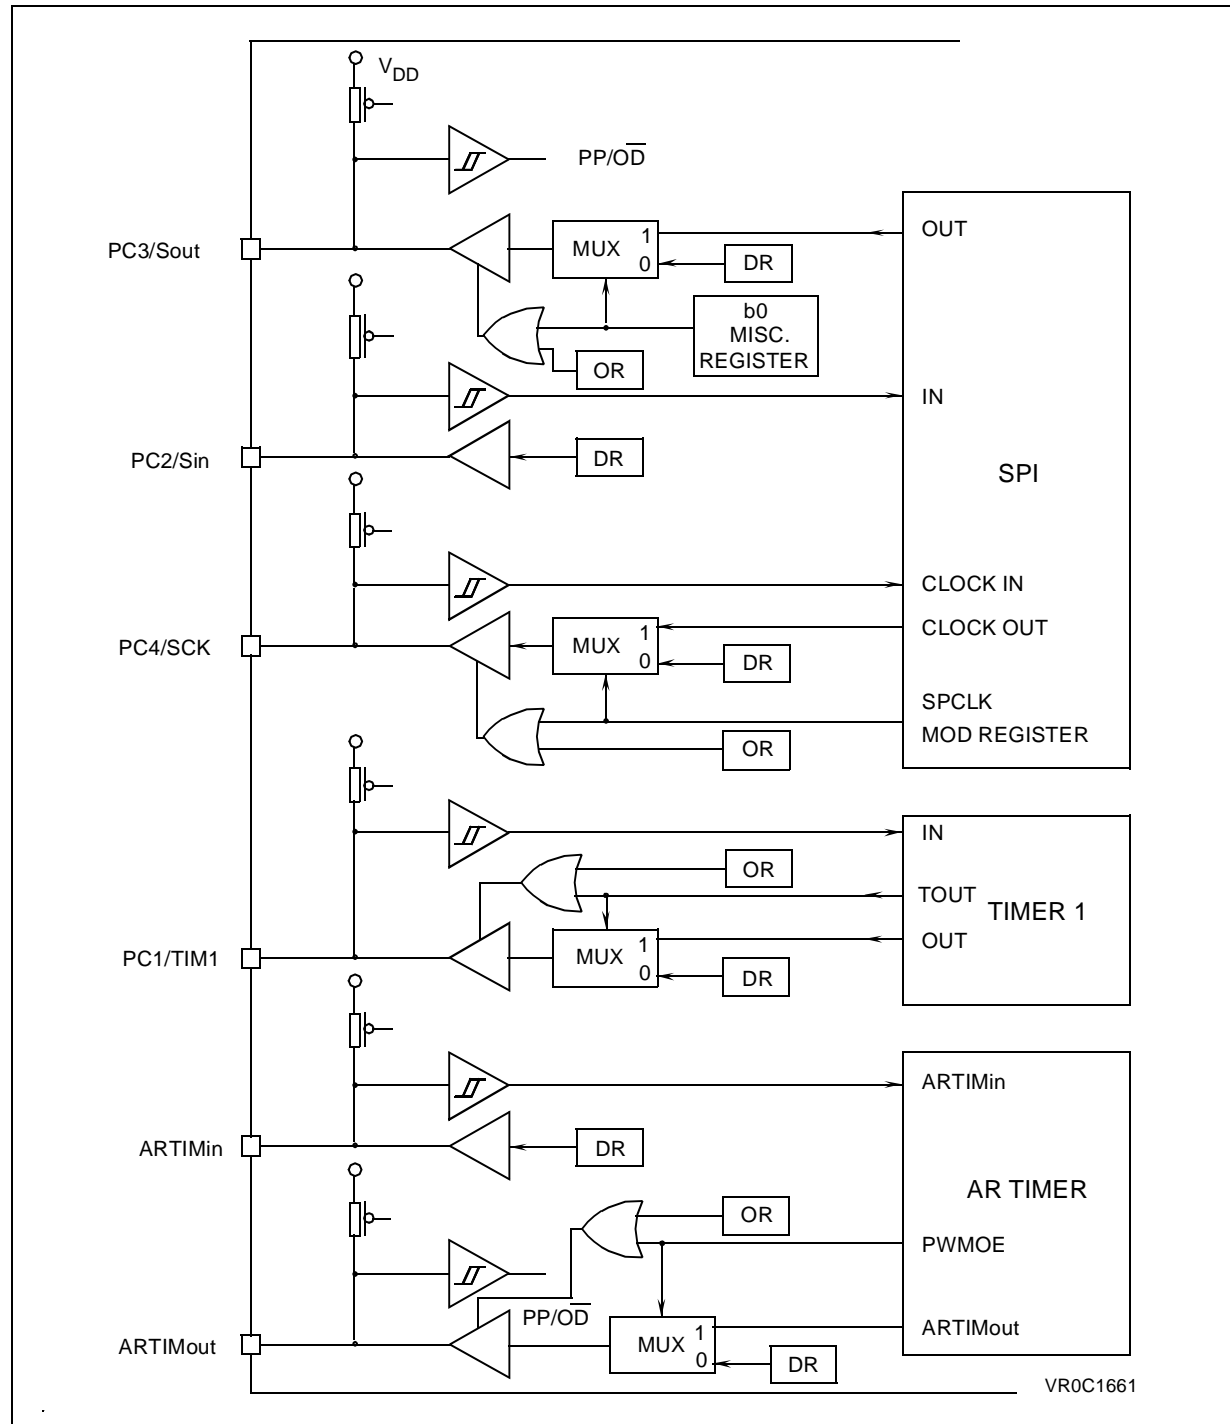 VDD
PP/OD
PC3/Sout
MUX 1 0
OUT
DR
b0
MISC.
REGISTER
OR
IN
PC2/Sin
DR
SPI
CLOCK IN
PC4/SCK
MUX 1 0
CLOCK OUT
DR
SPCLK
MOD REGISTER
OR
IN
OR
TOUT
TIMER 1
PC1/TIM1
MUX 1 0
OUT
DR
ARTIMin
ARTIMin
DR
AR TIMER
OR
PWMOE
PP/OD
ARTIMout
MUX 1 0
ARTIMout
DR
VR0C1661